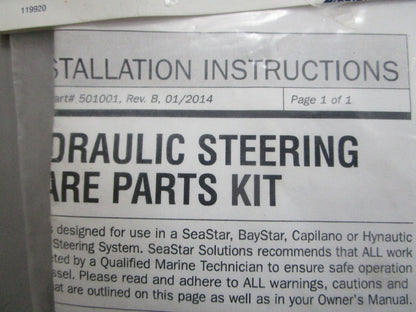 119920
STALLATION INSTRUCTIONS
art# 501001, Rev. B, 01/2014 Page 1 of 1
DRAULIC STEERING
ARE PARTS KIT
s designed for use in a SeaStar, BayStar, Capilano or Hynautic
Steering System. SeaStar Solutions recommends that ALL work
eted by a Qualified Marine Technician to ensure safe operation
ssel. Please read and adhere to ALL warnings, cautions and
at are outlined on this page as well as in your Owner's Manual.